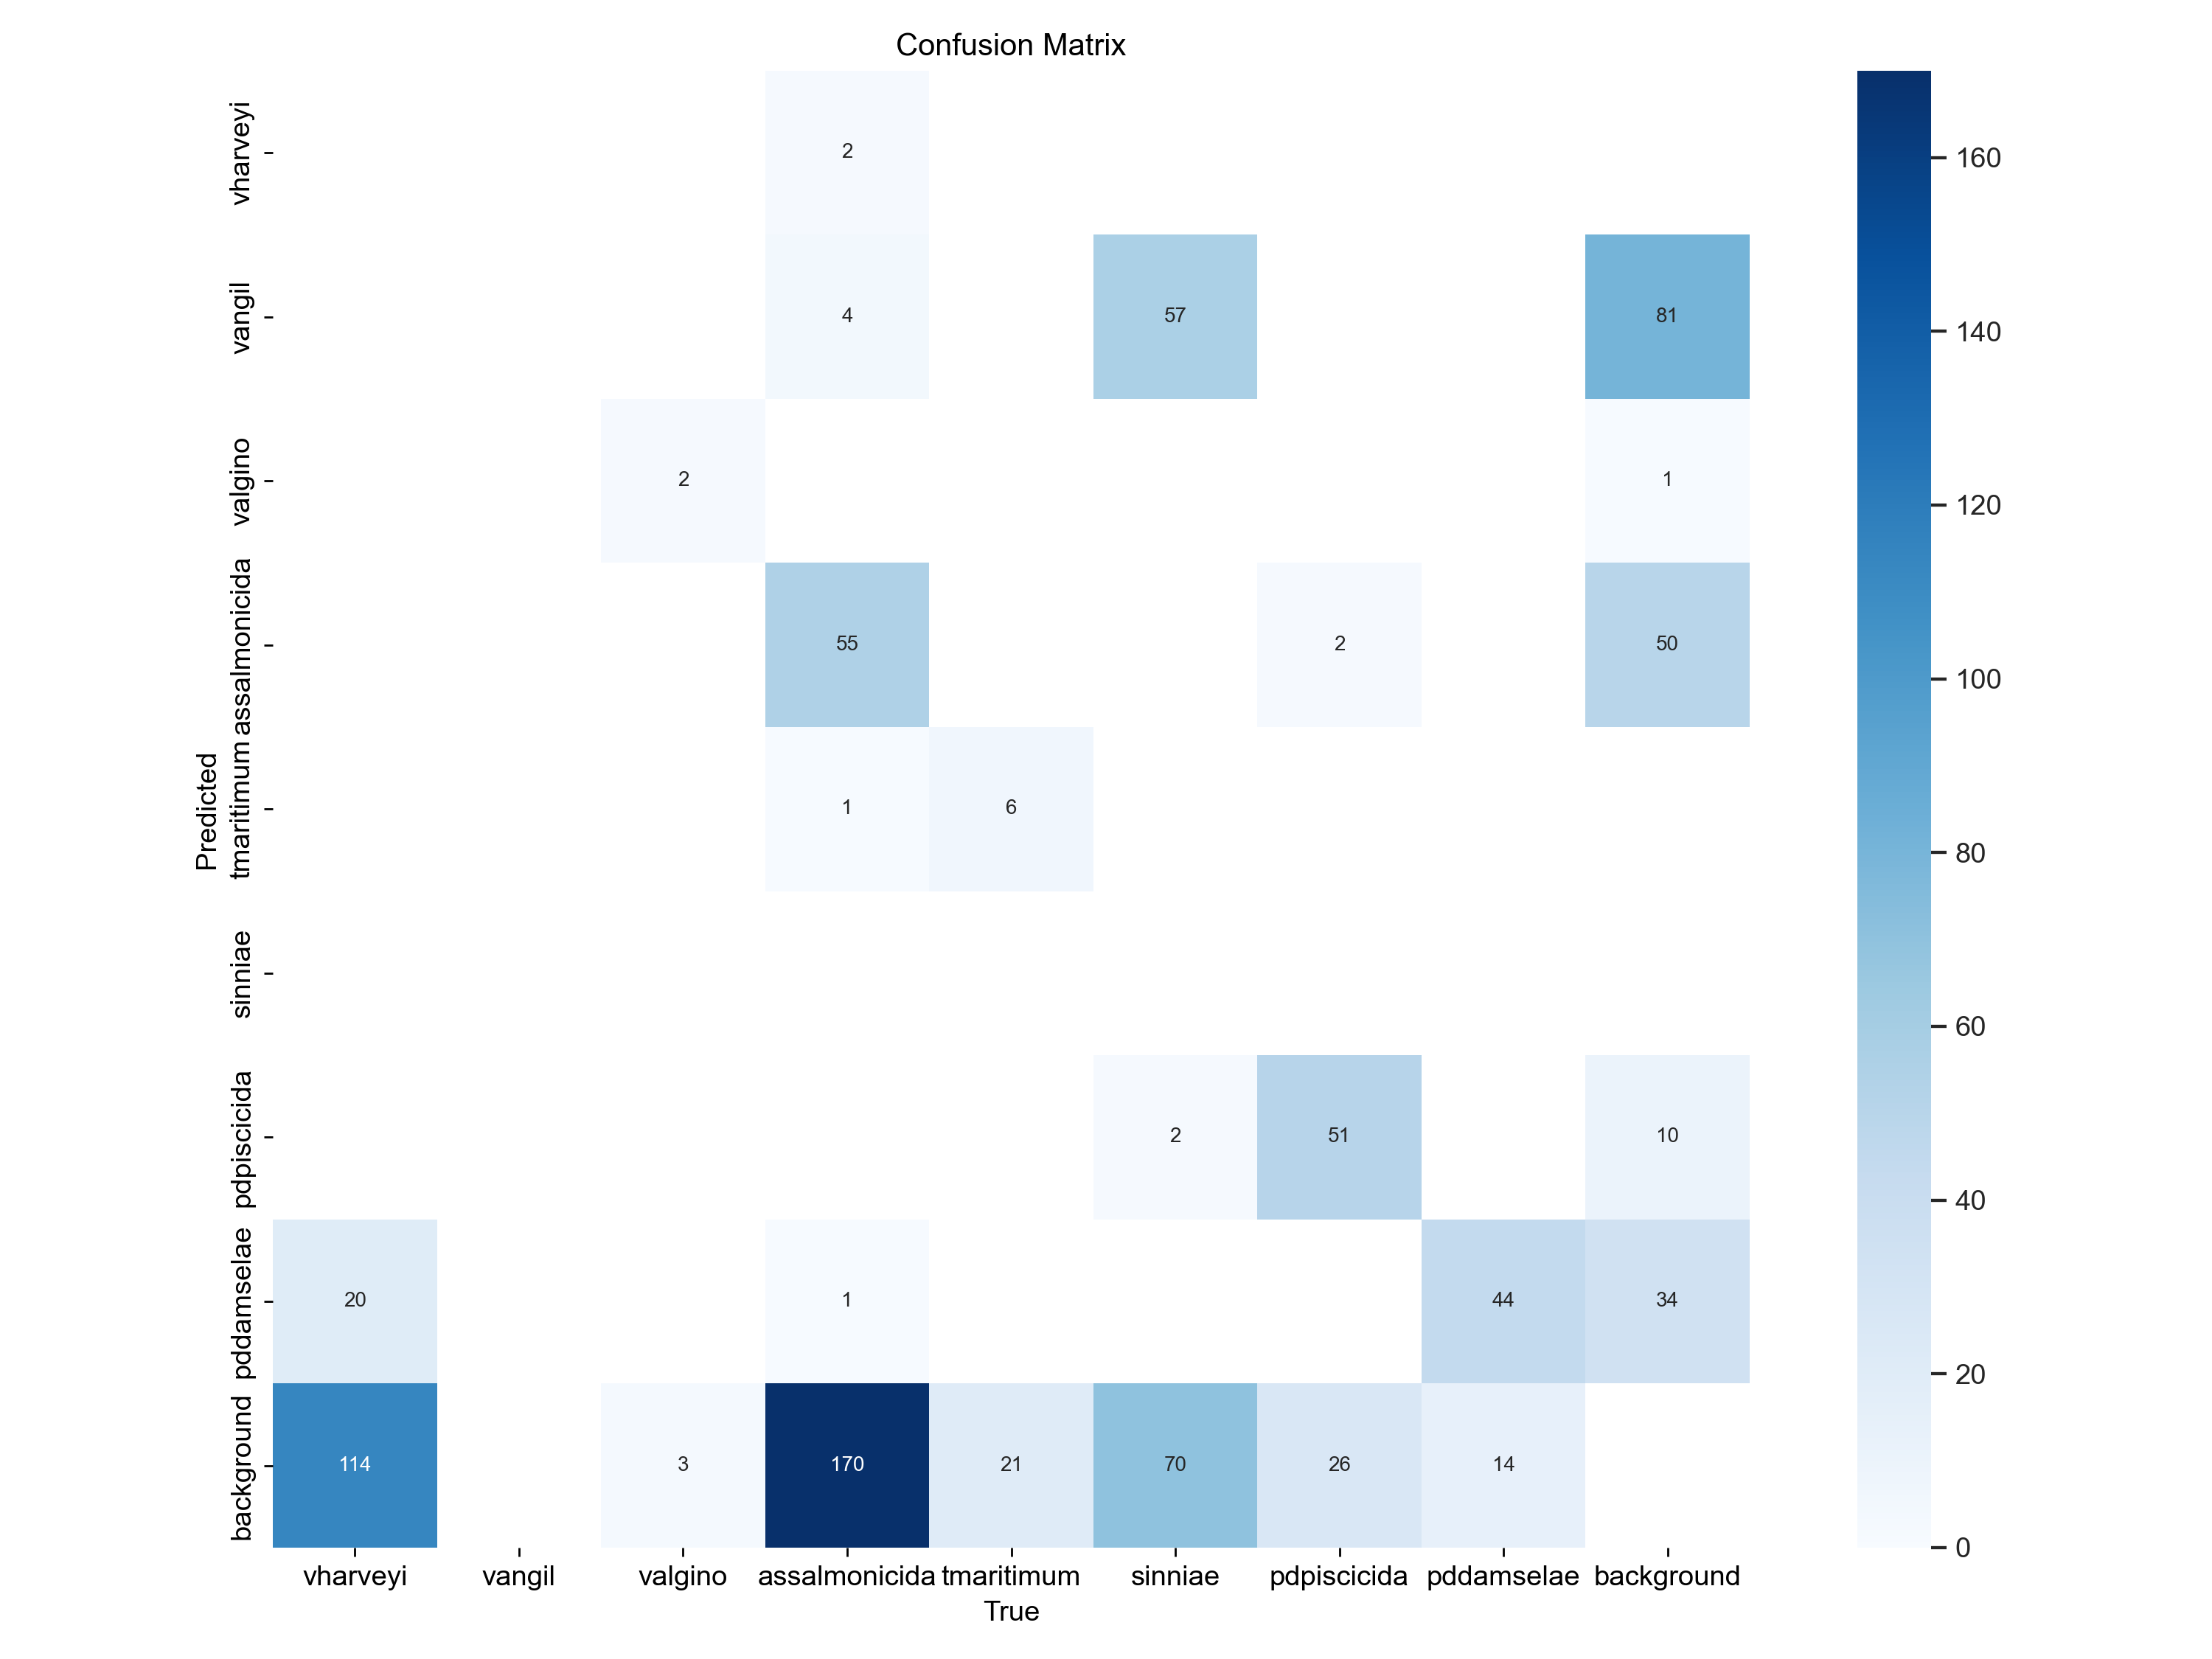 Confusion Matrix
vharveyi
2
160
vangil
4 57 81
140
valgino
2 1
120
assalmonicida
55 2 50
100
Predicted
tmaritimum
1 6
80
sinniae
60
pdpiscicida
2 51 10
40
pddamselae
20 1 44 34
20
background
114 3 170 21 70 26 14
0
vharveyi vangil valgino assalmonicida tmaritimum sinniae pdpiscicida pddamselae background
True